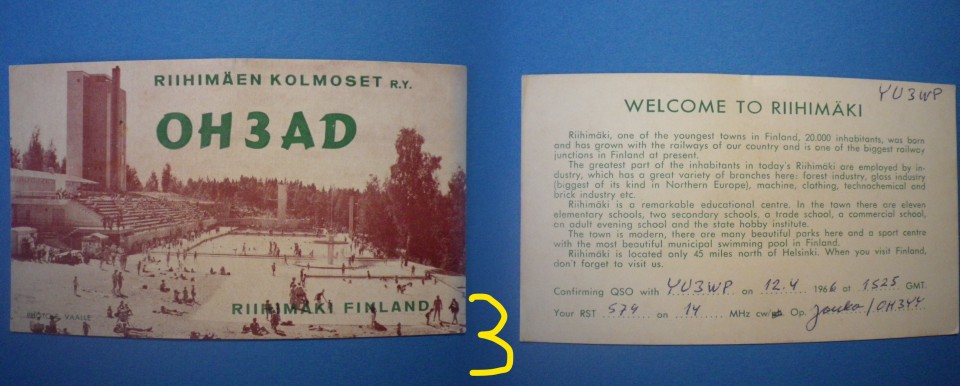 RIIHIMÄEN KOLMOSET R.Y.
OH3AD
RIIHIMÄKI FINLAND
VAALLE
3
YU3WP
WELCOME TO RIIHIMÄKI
Riihimäki, one of the youngest towns in Finland, 20.000 inhabitants, was born
and has grown with the railways of our country and is one of the biggest railway
junctions in Finland at present.
The greatest part of the inhabitants in today's Riihimäki are employed by in-
dustry, which has a great variety of branches here: forest industry, glass industry
(biggest of its kind in Northern Europe), machine, clothing, technochemical and
brick industry etc.
Riihimäki is a remarkable educational centre. In the town there are eleven
elementary schools, two secondary schools, a trade school, a commercial school,
an adult evening school and the state hobby institute.
The town is modern, there are many beautiful parks here and a sport centre
with the most beautiful municipal swimming pool in Finland.
Riihimäki is located only 45 miles north of Helsinki. When you visit Finland,
don't forget to visit us.
Confirming QSO with YU3WP on 12.4 1966 at 1525 GMT.
Your RST 579 on 14 MHz cw/ Op. /OH3YY